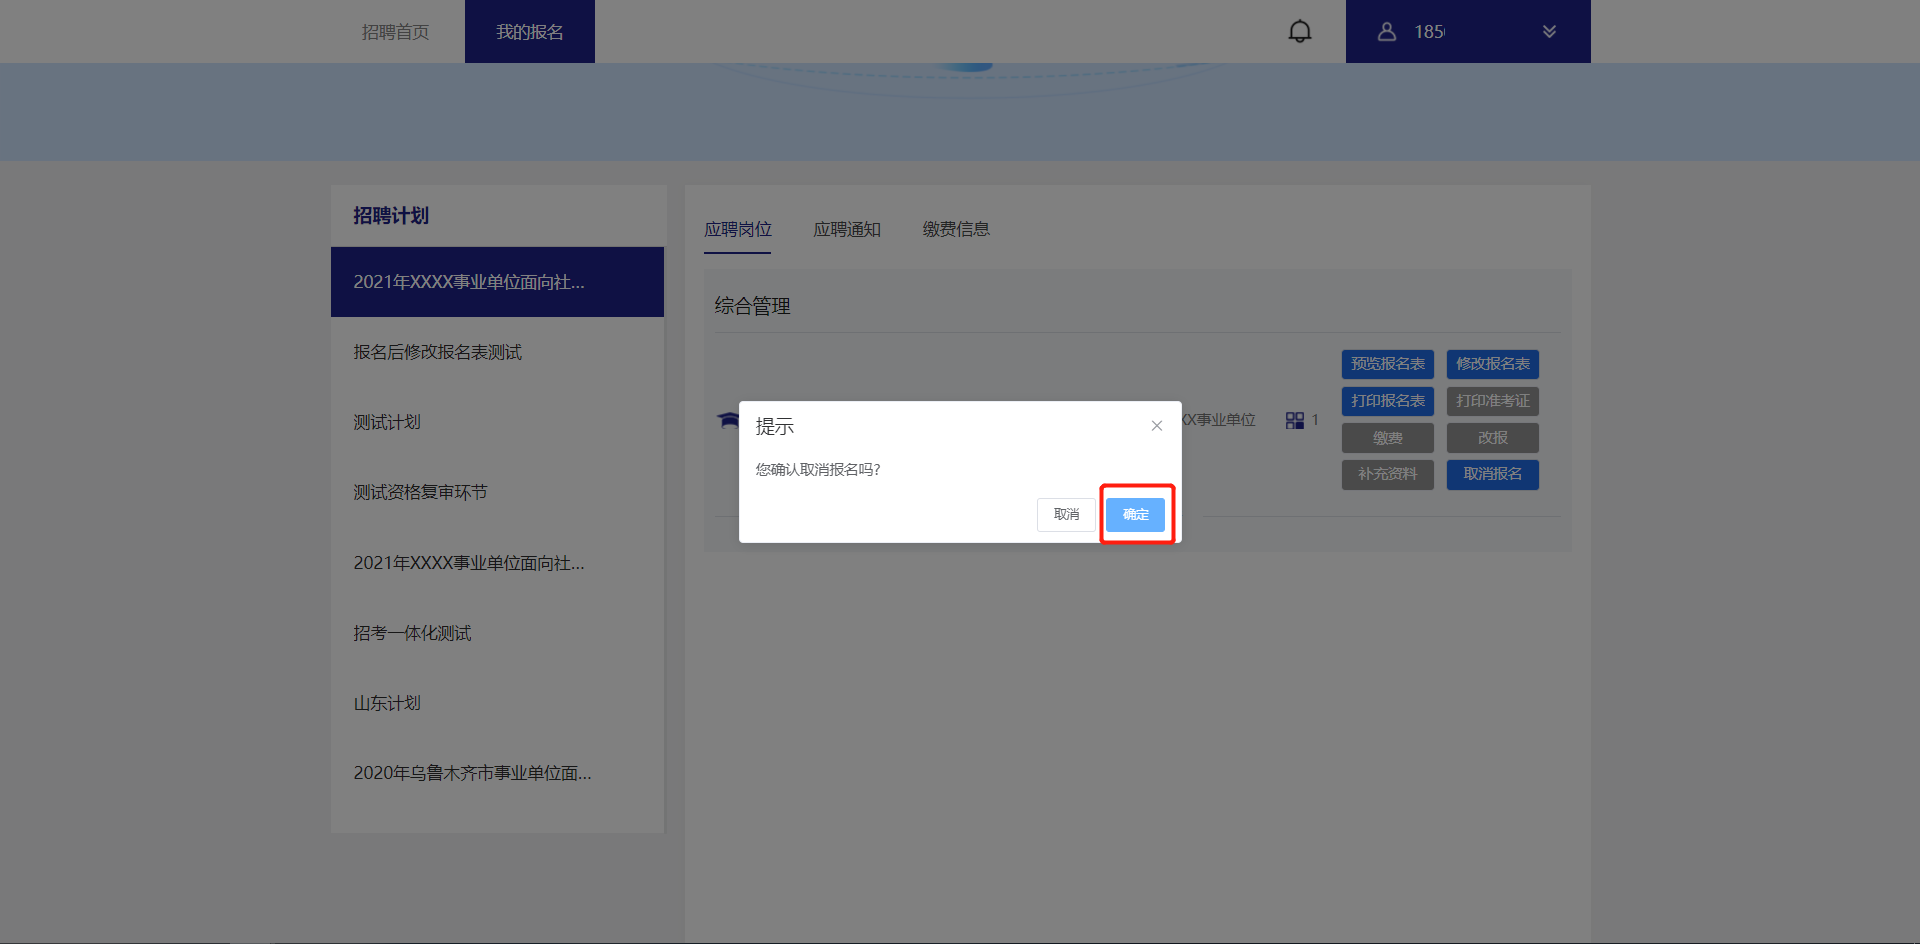 招聘首页
我的报名
185
招聘计划
2021年XXXX事业单位面向社...
报名后修改报名表测试
测试计划
测试资格复审环节
2021年XXXX事业单位面向社...
招考一体化测试
山东计划
2020年乌鲁木齐市事业单位面...
应聘岗位
应聘通知
缴费信息
综合管理
XX事业单位
1
预览报名表
修改报名表
打印报名表
打印准考证
缴费
改报
补充资料
取消报名
提示
您确认取消报名吗?
取消
确定